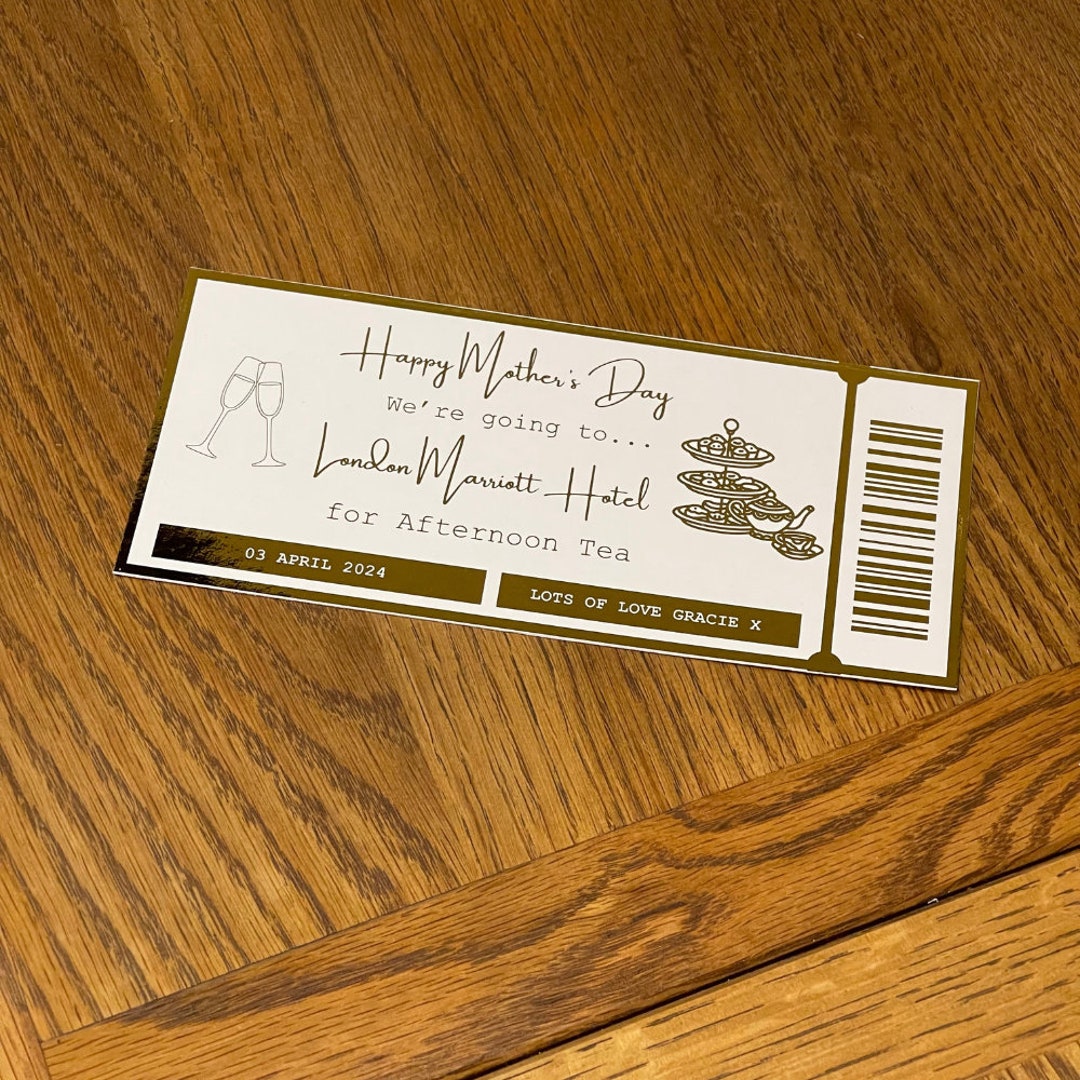 Happy Mother's Day
We're going to...
London Marriott Hotel
for Afternoon Tea
03 APRIL 2024
LOTS OF LOVE GRACIE X